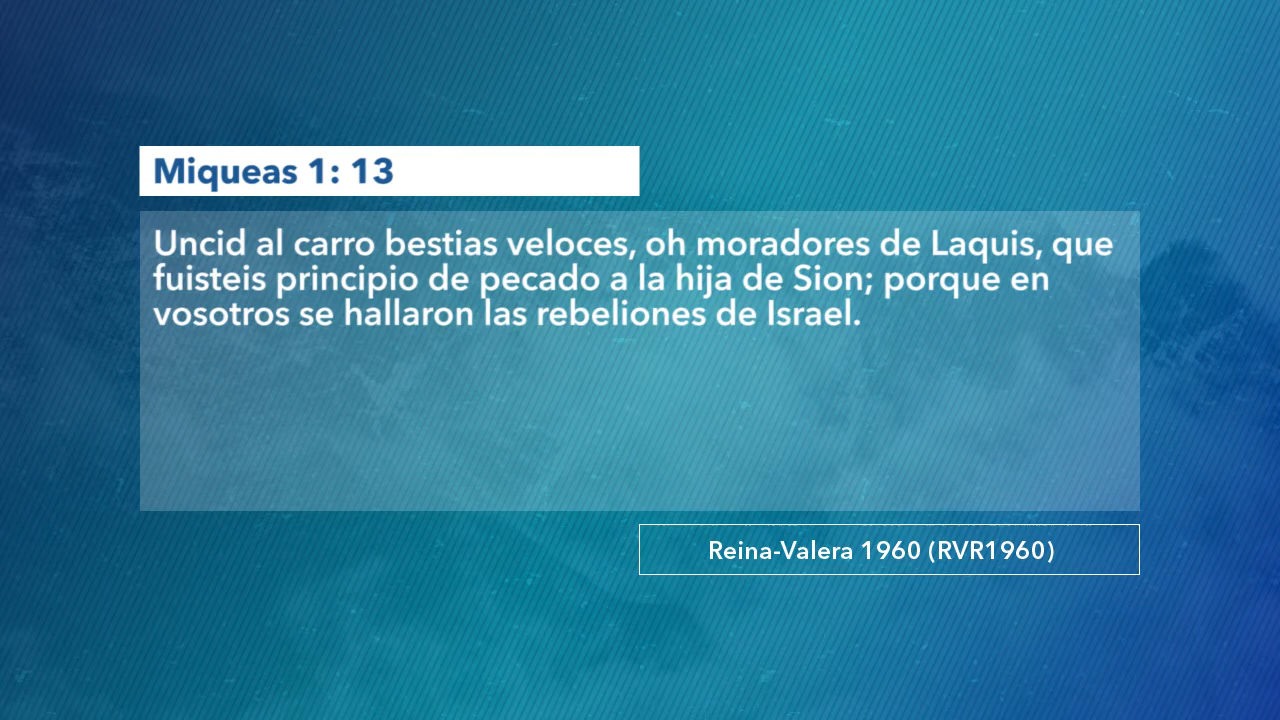 Miqueas 1: 13
Uncid al carro bestias veloces, oh moradores de Laquis, que
fuisteis principio de pecado a la hija de Sion; porque en
vosotros se hallaron las rebeliones de Israel.
Reina-Valera 1960 (RVR1960)